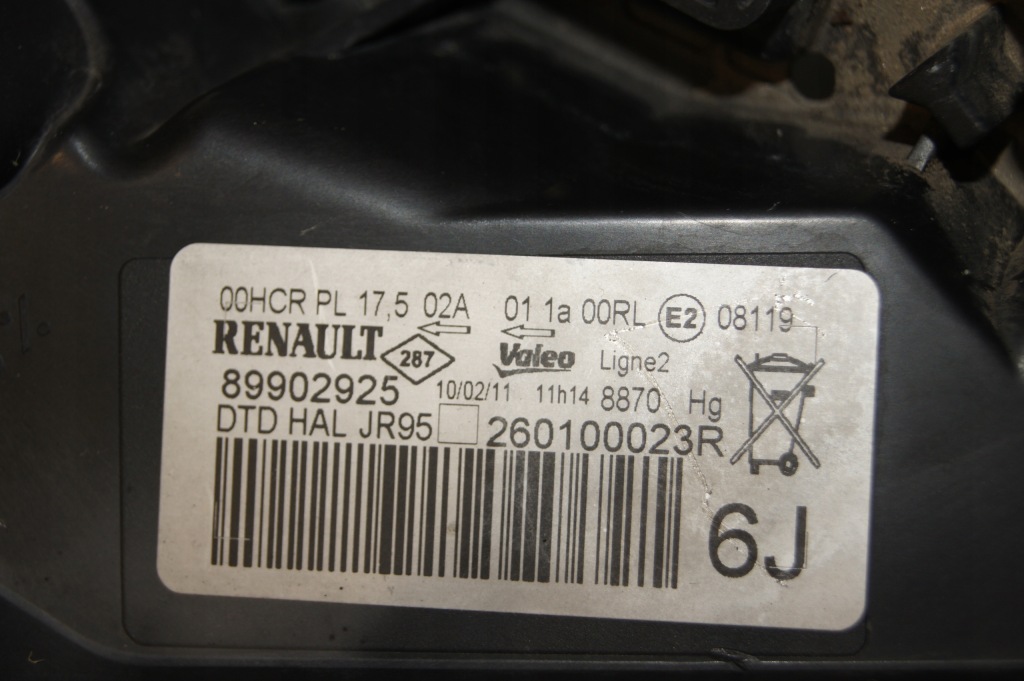 00HCR PL 17,5 02A 01 1a 00RL E2 08119
RENAULT 287 Valeo Ligne2
89902925 10/02/11 11h14 8870 Hg
DTD HAL JR95 260100023R
6J